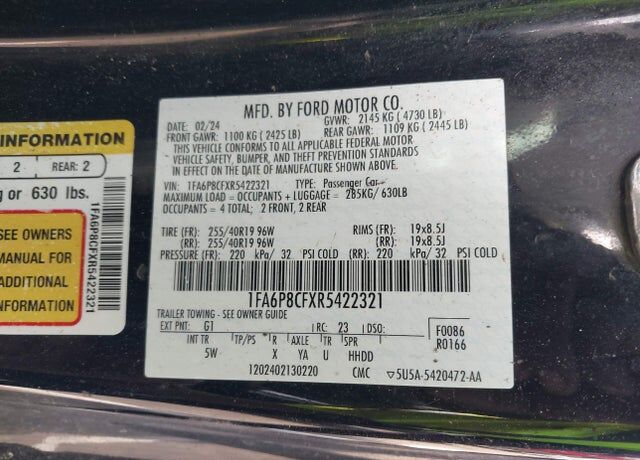 INFORMATION
2 REAR: 2
g or 630 lbs.
SEE OWNERS
MANUAL FOR
ADDITIONAL
INFORMATION
1FA6P8CFXR5422321
MFD. BY FORD MOTOR CO.
DATE: 02/24 GVWR: 2145 KG ( 4730 LB)
FRONT GAWR: 1100 KG ( 2425 LB) REAR GAWR: 1109 KG ( 2445 LB)
THIS VEHICLE CONFORMS TO ALL APPLICABLE FEDERAL MOTOR
VEHICLE SAFETY, BUMPER, AND THEFT PREVENTION STANDARDS
IN EFFECT ON THE DATE OF MANUFACTURE SHOWN ABOVE.
VIN: 1FA6P8CFXR5422321 TYPE: Passenger Car
MAXIMUM LOAD = OCCUPANTS + LUGGAGE = 285KG/ 630LB
OCCUPANTS = 4 TOTAL: 2 FRONT, 2 REAR
TIRE (FR): 255/40R19 96W RIMS (FR): 19x8.5J
(RR): 255/40R19 96W (RR): 19x8.5J
PRESSURE (FR): 220 kPa/ 32 PSI COLD (RR): 220 kPa/ 32 PSI COLD
1FA6P8CFXR5422321
TRAILER TOWING - SEE OWNER GUIDE
EXT PNT: G1 RC: 23 DSO: F0086
R0166
INT TR TP/PS R AXLE TR SPR
5W X YA U HHDD
1202402130220 CMC ▽5U5A-5420472-AA